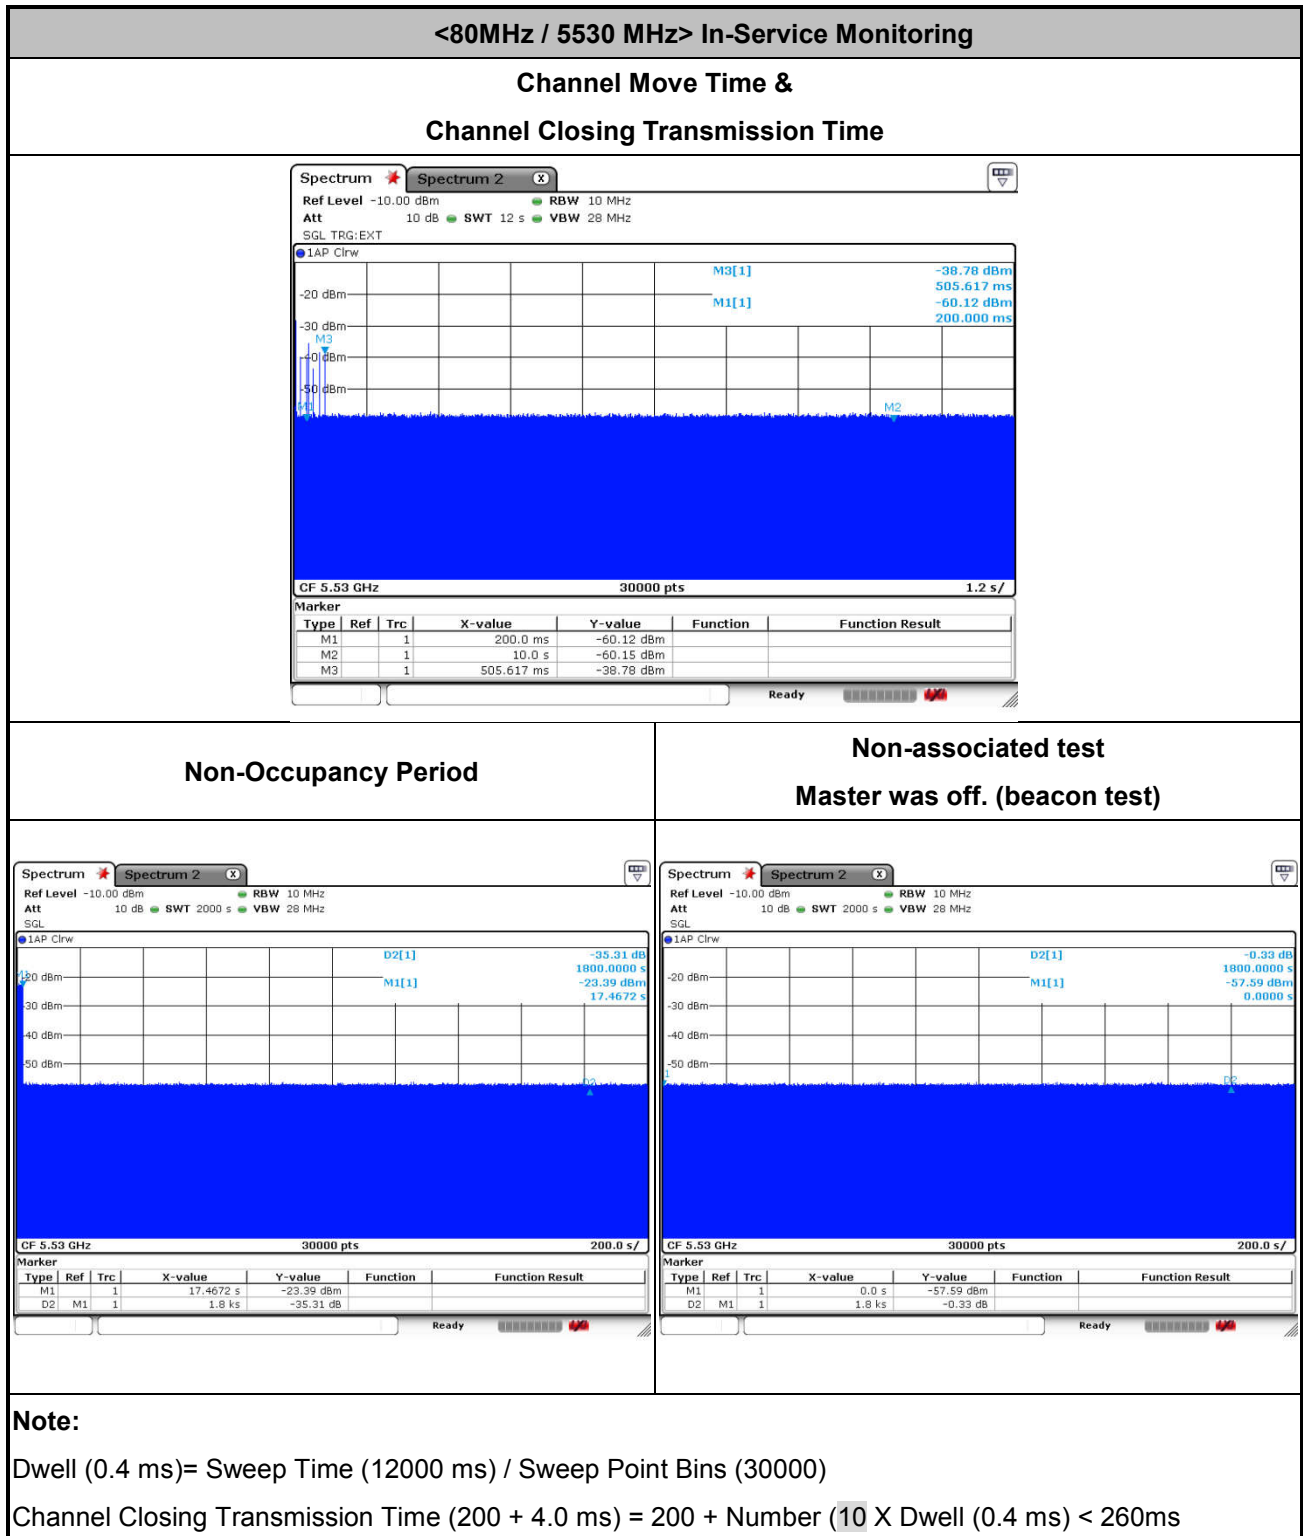 <80MHz / 5530 MHz> In-Service Monitoring
Channel Move Time &
Channel Closing Transmission Time
Spectrum Spectrum 2 X
Ref Level -10.00 dBm RBW 10 MHz
Att 10 dB SWT 12 s VBW 28 MHz
SGL TRG:EXT
1AP Clrw
M3[1] -38.78 dBm
505.617 ms
-20 dBm
M1[1] -60.12 dBm
200.000 ms
-30 dBm
M3
-40 dBm
-50 dBm
M1
M2
CF 5.53 GHz 30000 pts 1.2 s/
Marker
Type Ref Trc X-value Y-value Function Function Result
M1 1 200.0 ms -60.12 dBm
M2 1 10.0 s -60.15 dBm
M3 1 505.617 ms -38.78 dBm
Ready
Non-Occupancy Period
Non-associated test
Master was off. (beacon test)
Spectrum Spectrum 2 X
Ref Level -10.00 dBm RBW 10 MHz
Att 10 dB SWT 2000 s VBW 28 MHz
SGL
1AP Clrw
D2[1] -35.31 dB
1800.0000 s
-20 dBm
M1[1] -23.39 dBm
17.4672 s
-30 dBm
-40 dBm
-50 dBm
D2
CF 5.53 GHz 30000 pts 200.0 s/
Marker
Type Ref Trc X-value Y-value Function Function Result
M1 1 17.4672 s -23.39 dBm
D2 M1 1 1.8 ks -35.31 dB
Ready
Spectrum Spectrum 2 X
Ref Level -10.00 dBm RBW 10 MHz
Att 10 dB SWT 2000 s VBW 28 MHz
SGL
1AP Clrw
D2[1] -0.33 dB
1800.0000 s
-20 dBm
M1[1] -57.59 dBm
0.0000 s
-30 dBm
-40 dBm
-50 dBm
1
D2
CF 5.53 GHz 30000 pts 200.0 s/
Marker
Type Ref Trc X-value Y-value Function Function Result
M1 1 0.0 s -57.59 dBm
D2 M1 1 1.8 ks -0.33 dB
Ready
Note:
Dwell (0.4 ms)= Sweep Time (12000 ms) / Sweep Point Bins (30000)
Channel Closing Transmission Time (200 + 4.0 ms) = 200 + Number (10 X Dwell (0.4 ms) < 260ms